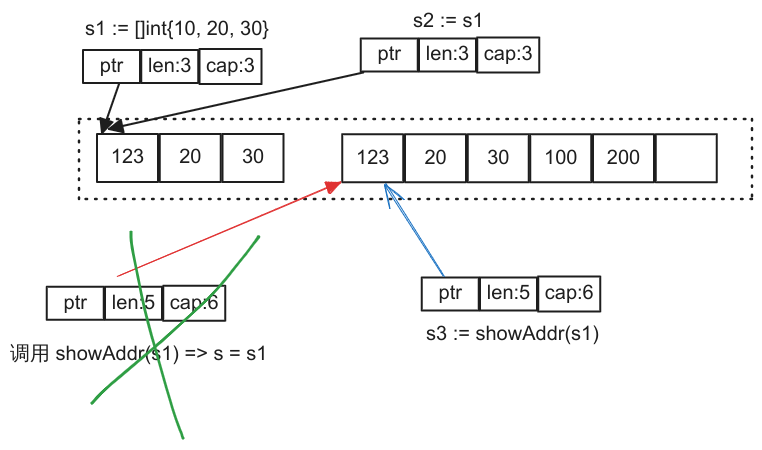 s1 := []int{10, 20, 30}
s2 := s1
ptr len:3 cap:3
ptr len:3 cap:3
123 20 30
123 20 30 100 200
ptr len:5 cap:6
ptr len:5 cap:6
调用 showAddr(s1) => s = s1
s3 := showAddr(s1)